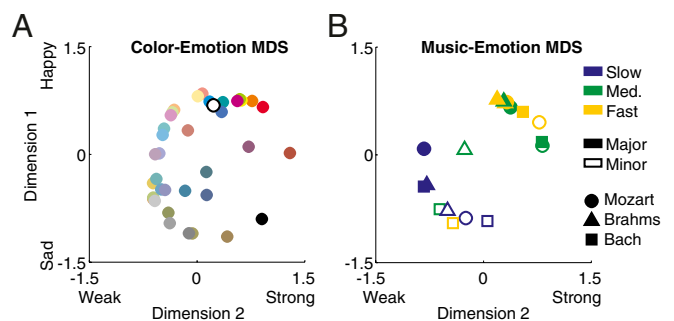 A
B
Color-Emotion MDS
Music-Emotion MDS
Happy
Sad
Dimension 1
1.5
0
-1.5
-1.5
0
1.5
Weak
Strong
Dimension 2
1.5
0
-1.5
-1.5
0
1.5
Weak
Strong
Dimension 2
Slow
Med.
Fast
Major
Minor
Mozart
Brahms
Bach